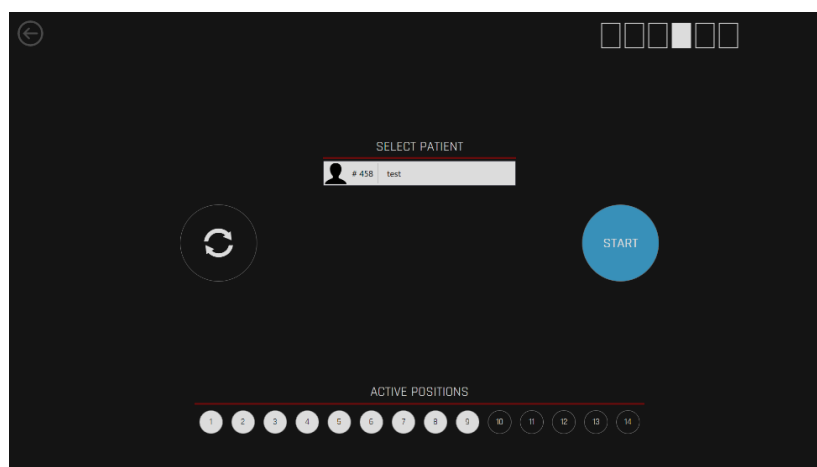 SELECT PATIENT
# 458 test
START
ACTIVE POSITIONS
1 2 3 4 5 6 7 8 9 10 11 12 13 14